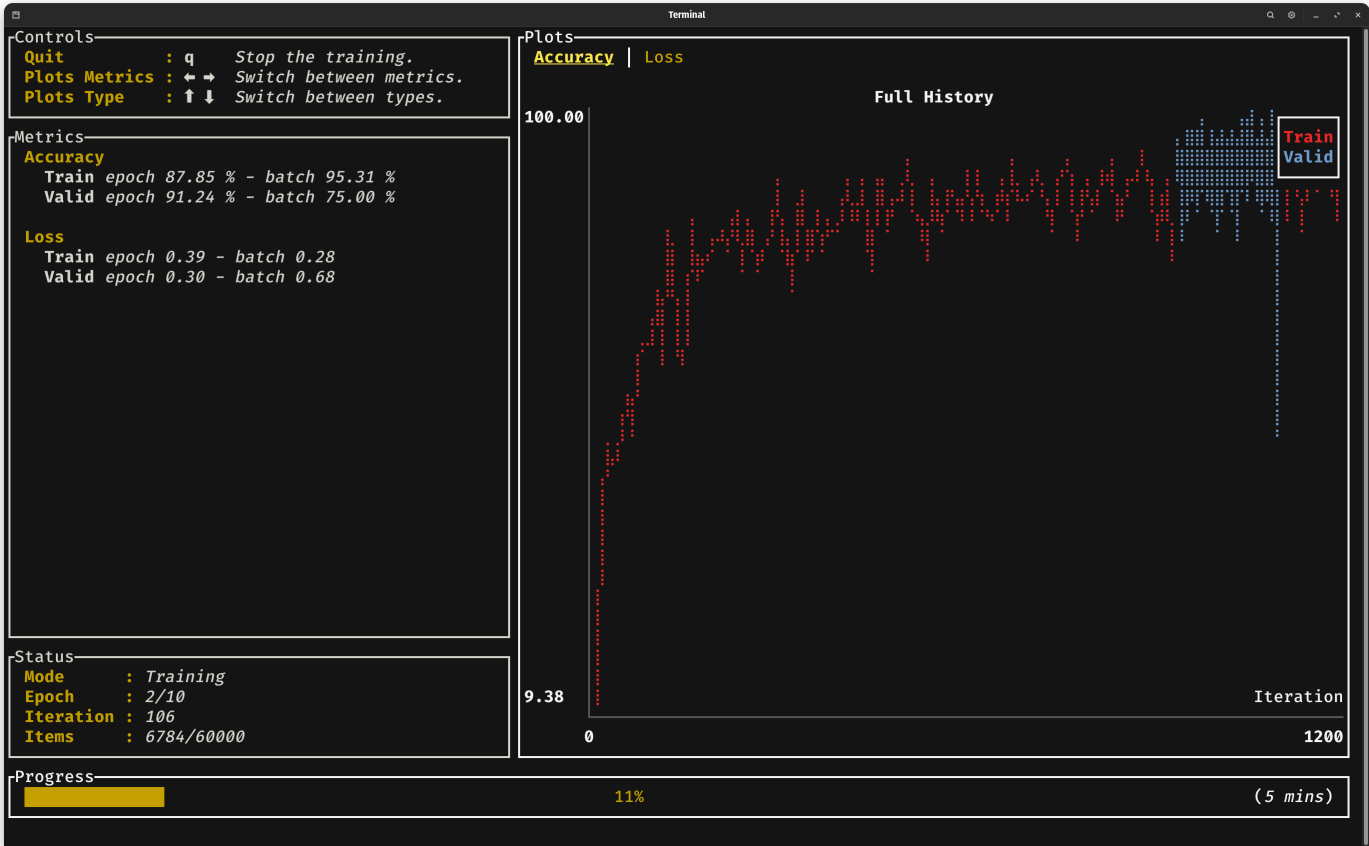 Terminal
Controls
Quit : q Stop the training.
Plots Metrics : ← → Switch between metrics.
Plots Type : ↑ ↓ Switch between types.
Metrics
Accuracy
Train epoch 87.85 % - batch 95.31 %
Valid epoch 91.24 % - batch 75.00 %
Loss
Train epoch 0.39 - batch 0.28
Valid epoch 0.30 - batch 0.68
Status
Mode : Training
Epoch : 2/10
Iteration : 106
Items : 6784/60000
Plots
Accuracy | Loss
Full History
100.00
Train
Valid
9.38
Iteration
0 1200
Progress
11% (5 mins)